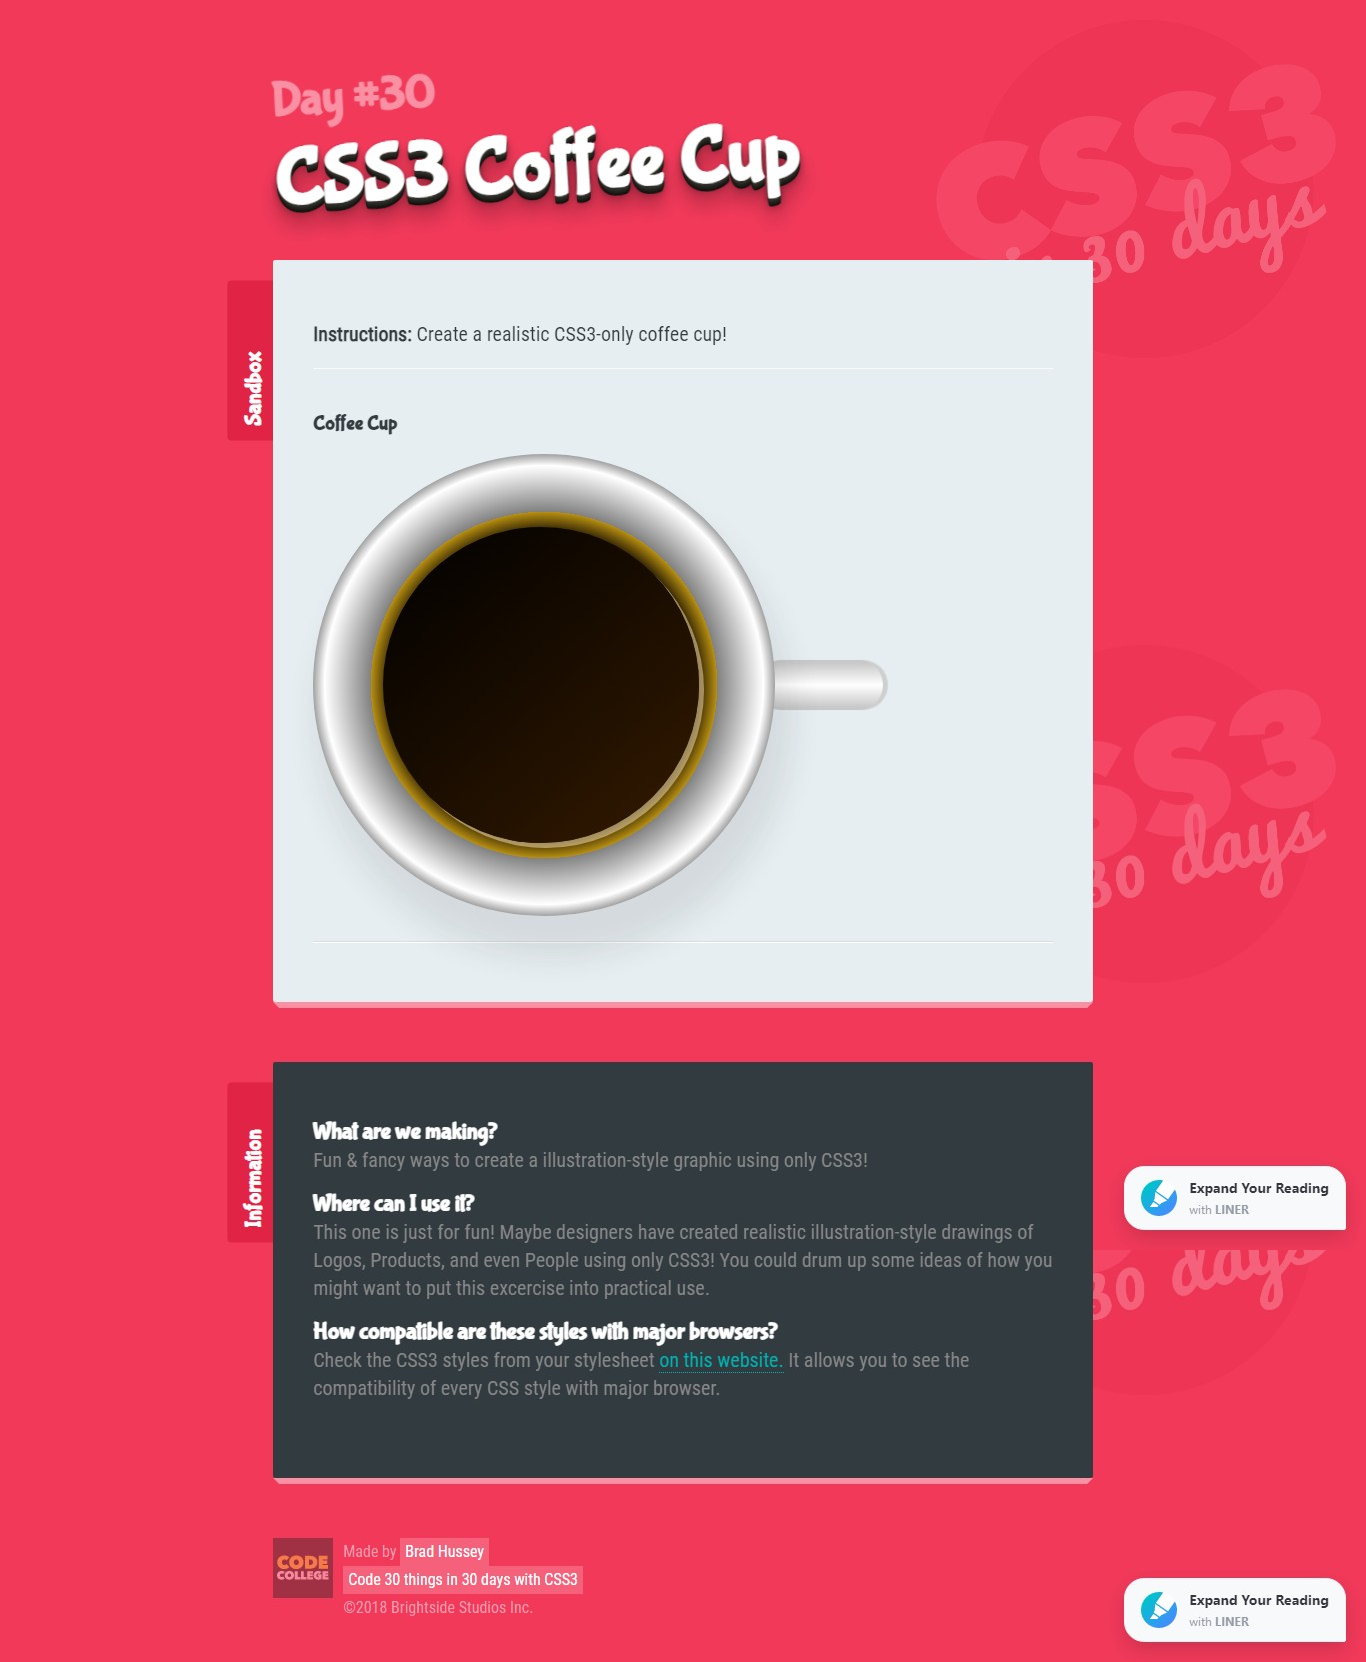 Day #30
CSS3 Coffee Cup
CSS3
30 days
Sandbox
Instructions: Create a realistic CSS3-only coffee cup!
Coffee Cup
SS3
30 days
Information
What are we making?
Fun & fancy ways to create a illustration-style graphic using only CSS3!
Where can I use it?
This one is just for fun! Maybe designers have created realistic illustration-style drawings of
Logos, Products, and even People using only CSS3! You could drum up some ideas of how you
might want to put this excercise into practical use.
How compatible are these styles with major browsers?
Check the CSS3 styles from your stylesheet on this website. It allows you to see the
compatibility of every CSS style with major browser.
Expand Your Reading
with LINER
30 days
CODE
COLLEGE
Made by Brad Hussey
Code 30 things in 30 days with CSS3
©2018 Brightside Studios Inc.
Expand Your Reading
with LINER